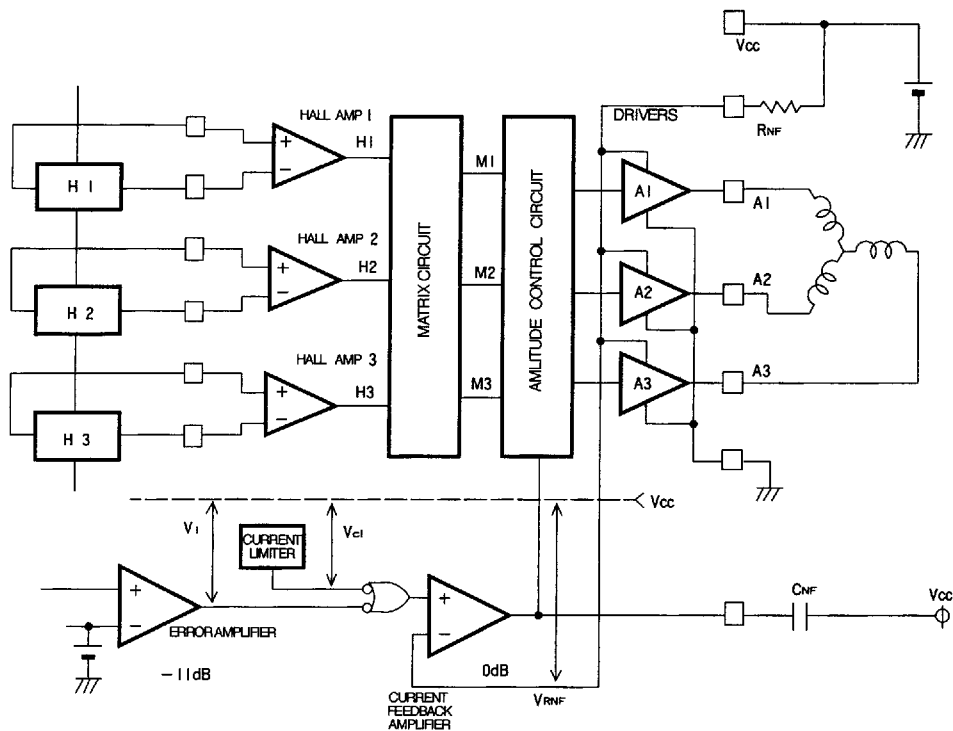 Vcc
DRIVERS
RNF
HALL AMP 1
H1
H 1
MATRIX CIRCUIT
M1
AMLITUDE CONTROL CIRCUIT
A1
A1
HALL AMP 2
H2
H 2
M2
A2
A2
HALL AMP 3
H3
H 3
M3
A3
A3
Vcc
V1
Vcl
CURRENT
LIMITER
CNF
Vcc
ERROR AMPLIFIER
-11dB
0dB
VRNF
CURRENT
FEEDBACK
AMPLIFIER